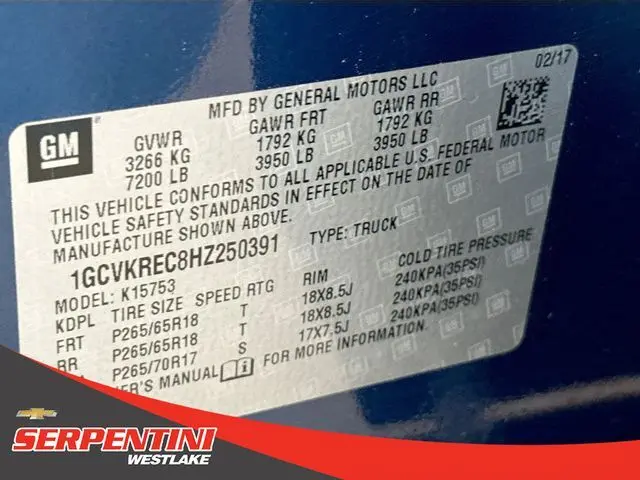 02/17
MFD BY GENERAL MOTORS LLC
GM
GVWR GAWR FRT GAWR RR
3266 KG 1792 KG 1792 KG
7200 LB 3950 LB 3950 LB
THIS VEHICLE CONFORMS TO ALL APPLICABLE U.S. FEDERAL MOTOR
VEHICLE SAFETY STANDARDS IN EFFECT ON THE DATE OF
MANUFACTURE SHOWN ABOVE.
1GCVKREC8HZ250391 TYPE: TRUCK
MODEL: K15753
KDPL TIRE SIZE SPEED RTG RIM COLD TIRE PRESSURE
FRT P265/65R18 T 18X8.5J 240KPA(35PSI)
RR P265/65R18 T 18X8.5J 240KPA(35PSI)
P265/70R17 S 17X7.5J 240KPA(35PSI)
MANUAL FOR MORE INFORMATION.
SERPENTINI
WESTLAKE